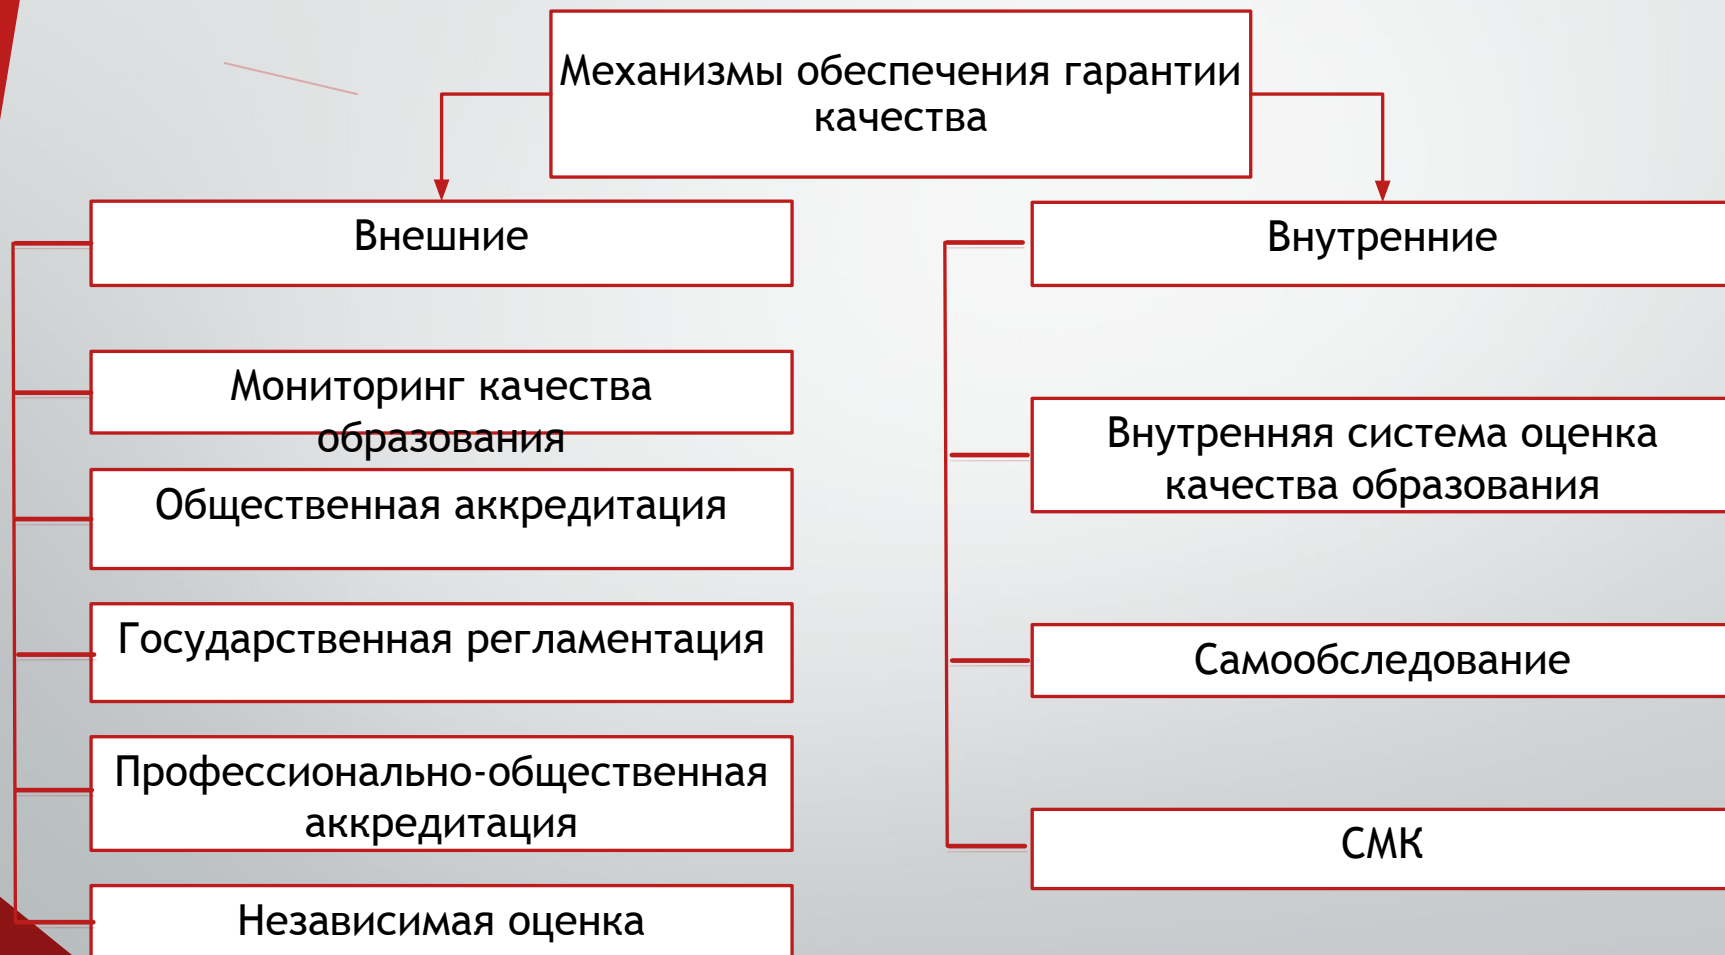 Механизмы обеспечения гарантии
качества
Внешние
Мониторинг качества
образования
Общественная аккредитация
Государственная регламентация
Профессионально-общественная
аккредитация
Независимая оценка
Внутренние
Внутренняя система оценка
качества образования
Самообследование
СМК